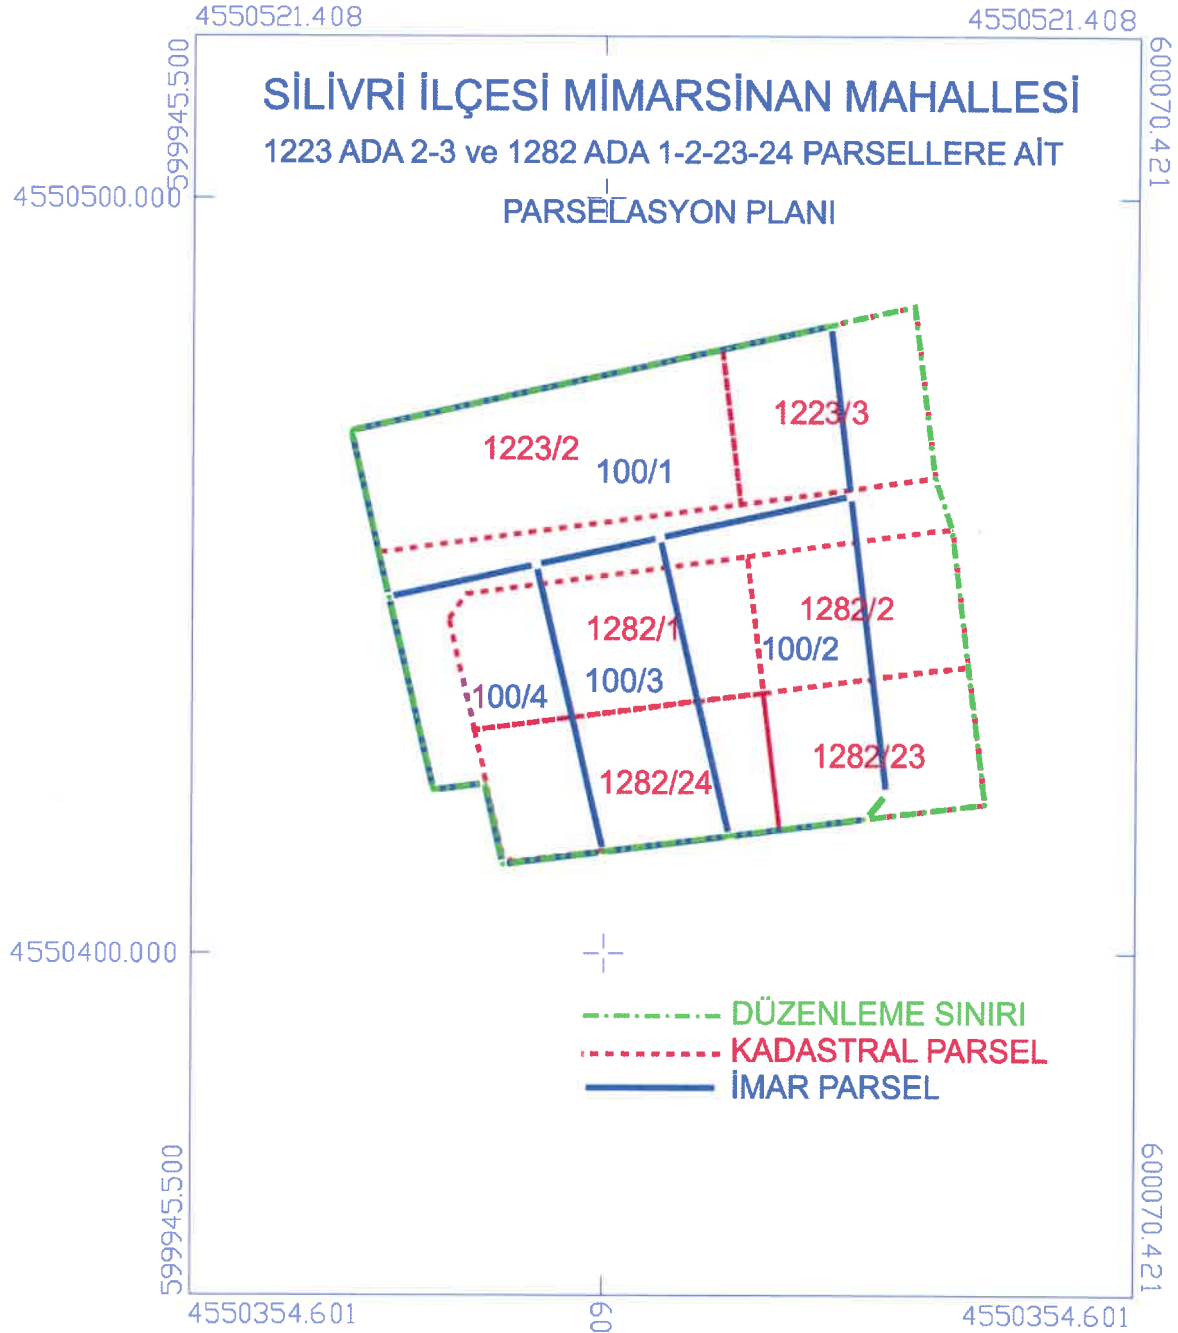 4550521.408 4550521.408
599945.500 600070.421
SİLİVRİ İLÇESİ MİMARSİNAN MAHALLESİ
1223 ADA 2-3 ve 1282 ADA 1-2-23-24 PARSELLERE AİT
4550500.000
PARSELASYON PLANI
1223/3
1223/2
100/1
1282/2
1282/1
100/2
100/3
100/4
1282/23
1282/24
4550400.000
DÜZENLEME SINIRI
KADASTRAL PARSEL
İMAR PARSEL
599945.500 600070.421
4550354.601 60 4550354.601